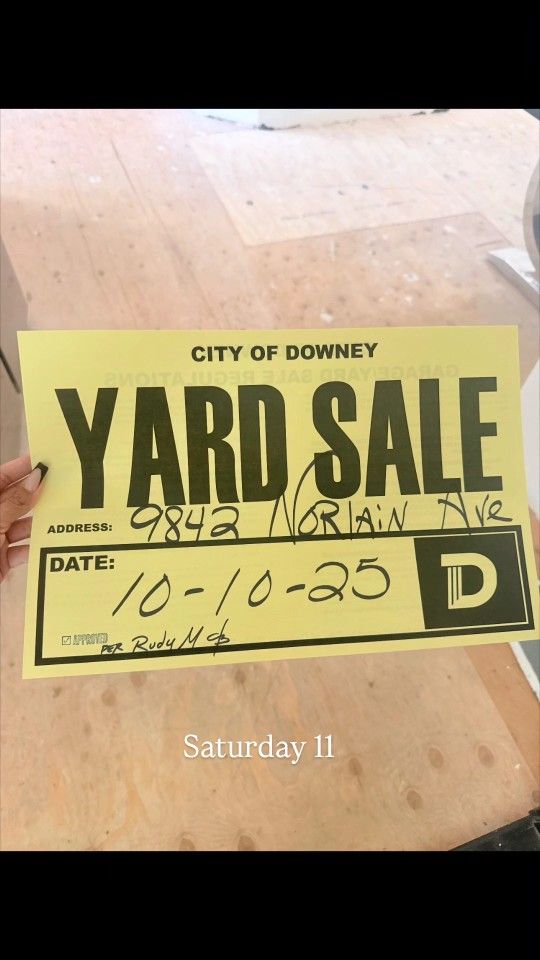 CITY OF DOWNEY
YARD SALE
ADDRESS: 9842 NORlAiN Ave
DATE: 10-10-25
D
APPROVED
PER Rudy M
Saturday 11